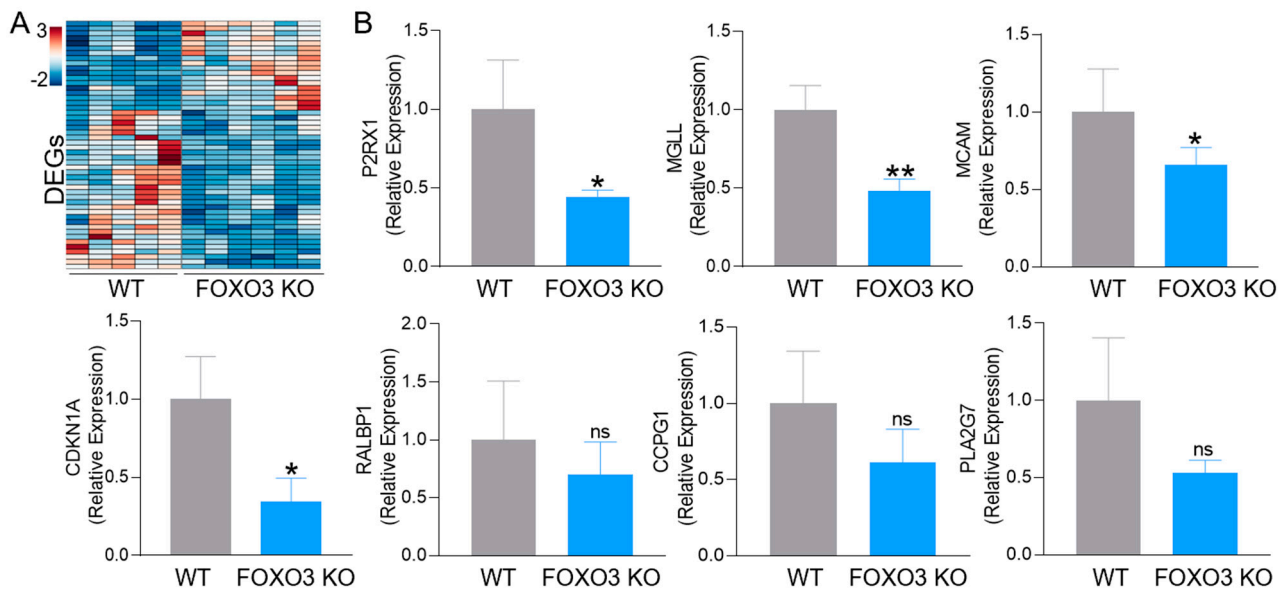 A
3
-2
DEGs
WT
FOXO3 KO
B
P2RX1
(Relative Expression)
1.5
1.0
0.5
0.0
*
WT
FOXO3 KO
MGLL
(Relative Expression)
1.5
1.0
0.5
0.0
**
WT
FOXO3 KO
MCAM
(Relative Expression)
1.5
1.0
0.5
0.0
*
WT
FOXO3 KO
CDKN1A
(Relative Expression)
1.5
1.0
0.5
0.0
*
WT
FOXO3 KO
RALBP1
(Relative Expression)
2.0
1.5
1.0
0.5
0.0
ns
WT
FOXO3 KO
CCPG1
(Relative Expression)
1.5
1.0
0.5
0.0
ns
WT
FOXO3 KO
PLA2G7
(Relative Expression)
1.5
1.0
0.5
0.0
ns
WT
FOXO3 KO